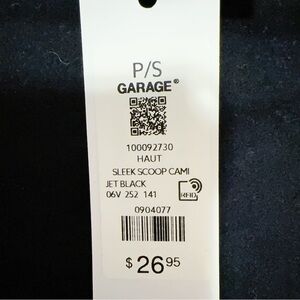 P/S
GARAGE®
100092730
HAUT
SLEEK SCOOP CAMI
JET BLACK
06V 252 141
RFID
0904077
$ 26 95